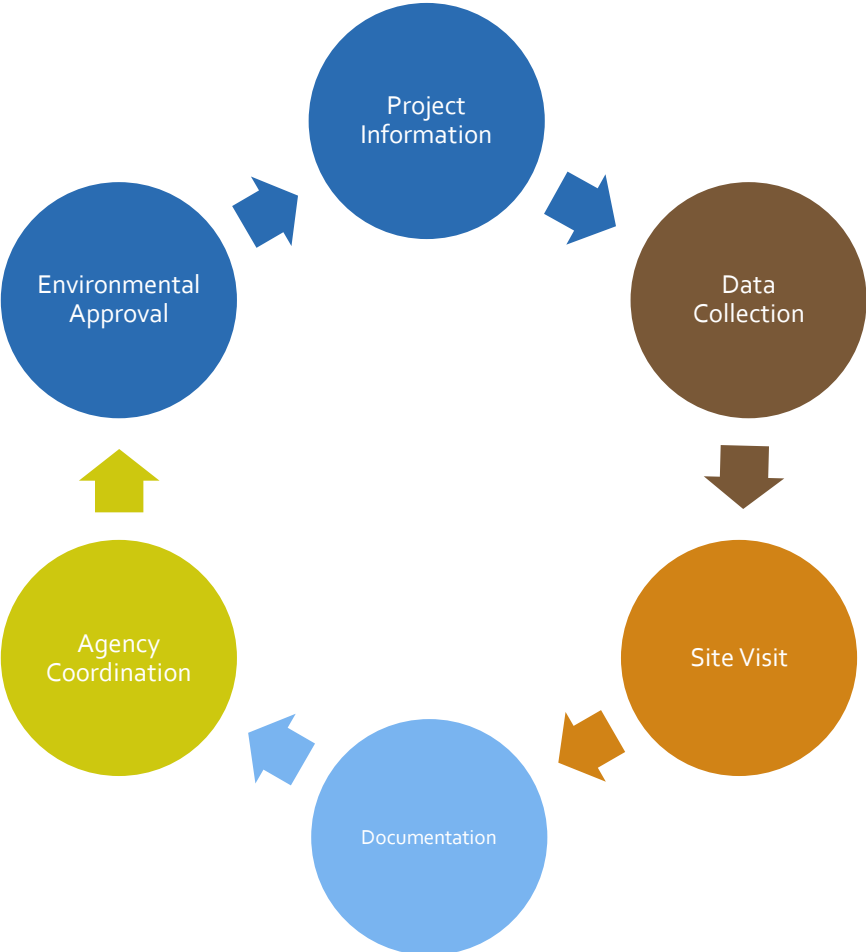 Project
Information
Data
Collection
Site Visit
Documentation
Agency
Coordination
Environmental
Approval